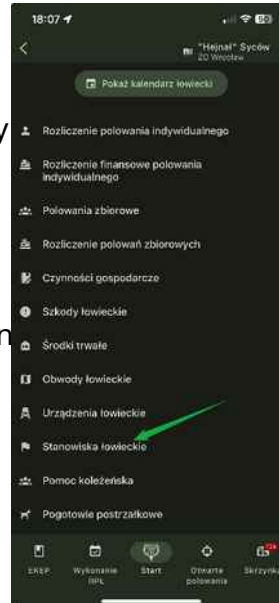 18:07
"Hejnał" Syców
ZO Wrocław
Pokaż kalendarz łowiecki
y
Rozliczenie polowania indywidualnego
Rozliczenie finansowe polowania
indywidualnego
Polowania zbiorowe
Rozliczenie polowań zbiorowych
Czynności gospodarcze
Szkody łowieckie
Środki trwałe
Obwody łowieckie
Urządzenia łowieckie
Stanowiska łowieckie
Pomoc koleżeńska
Pogotowie postrzałkowe
EKEP
Wykonanie
RPŁ
Start
Otwarte
polowania
Skrzynka